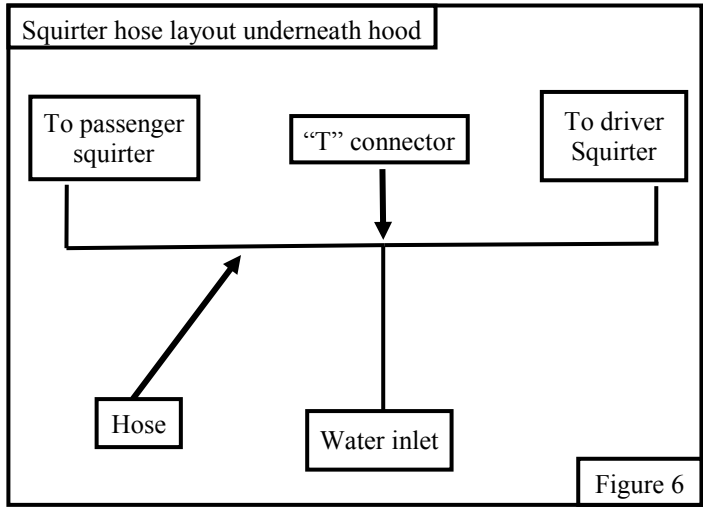 Squirter hose layout underneath hood
To passenger
squirter
“T” connector
To driver
Squirter
Hose
Water inlet
Figure 6